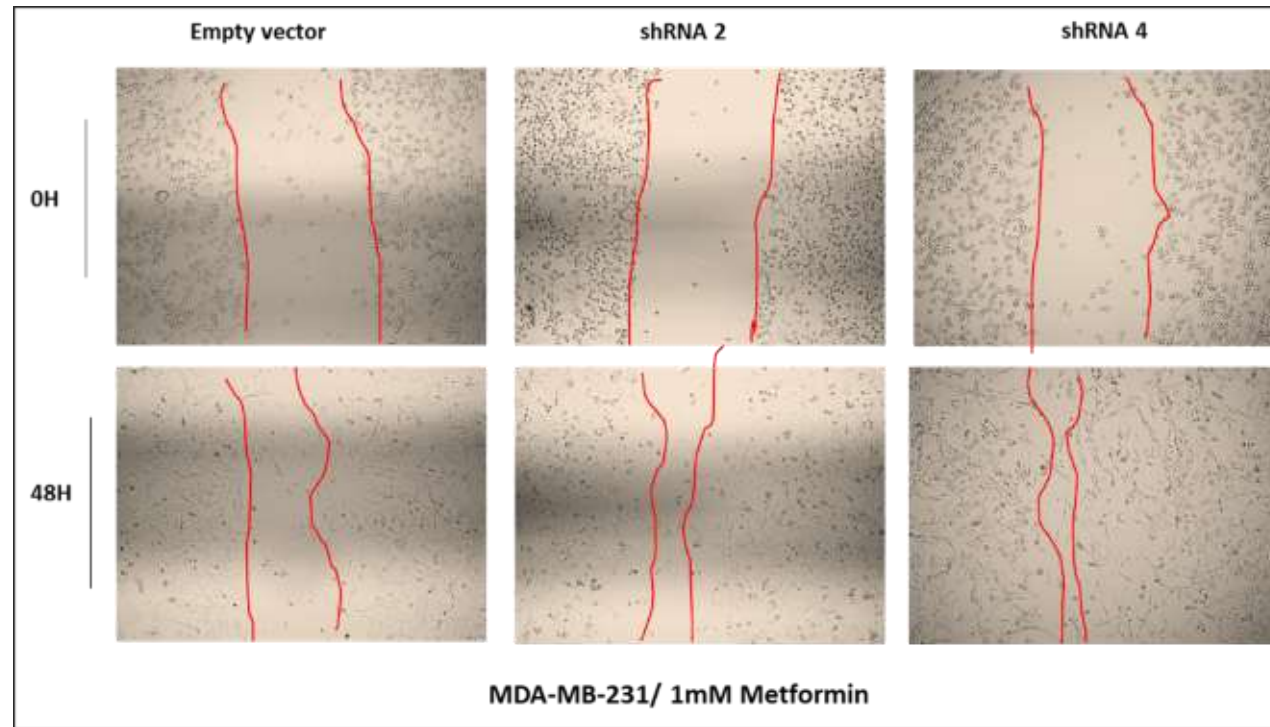 Empty vector
shRNA 2
shRNA 4
0H
48H
MDA-MB-231/ 1mM Metformin